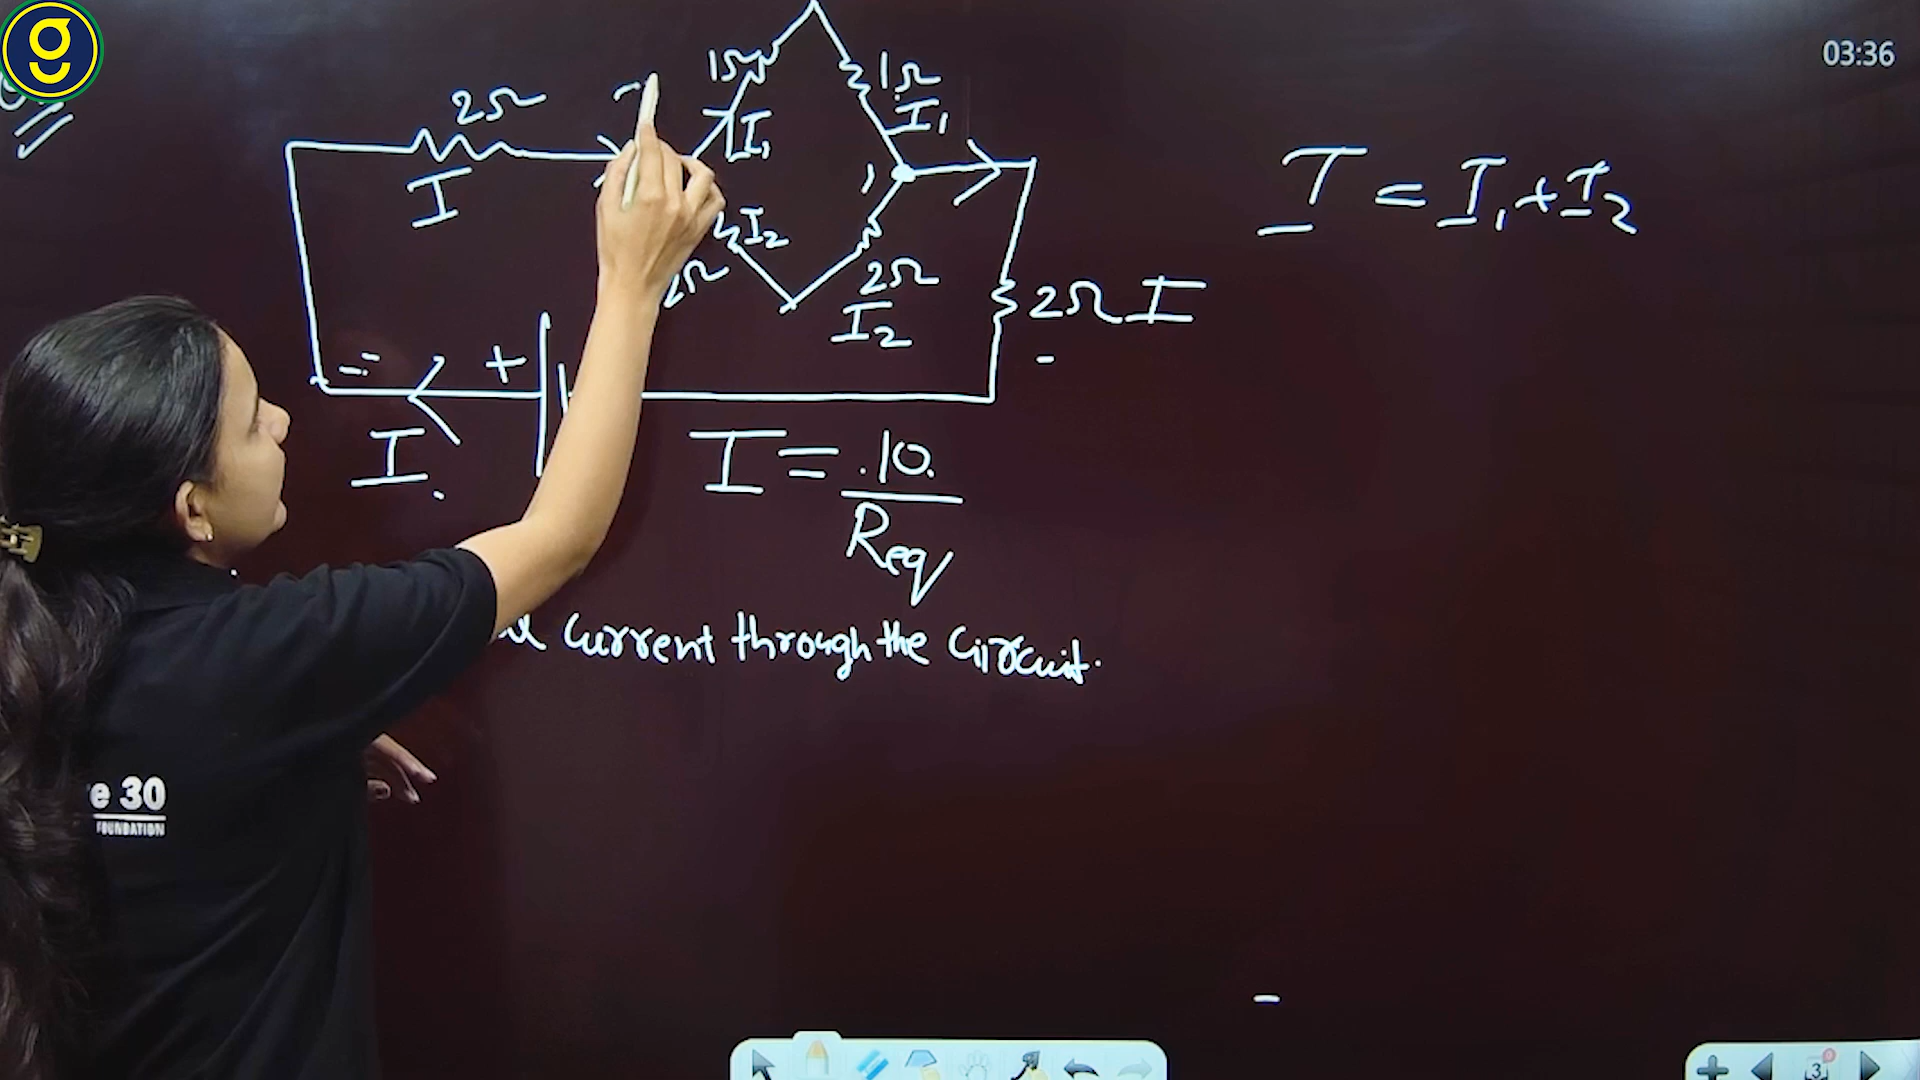 03:36
1Ω
1Ω
2Ω
I₁
I₁
I = I₁ + I₂
I
I₂
2Ω
2Ω
I₂
2Ω I
+
I
I = 10
Req
current through the circuit.
e 30
FOUNDATION
3